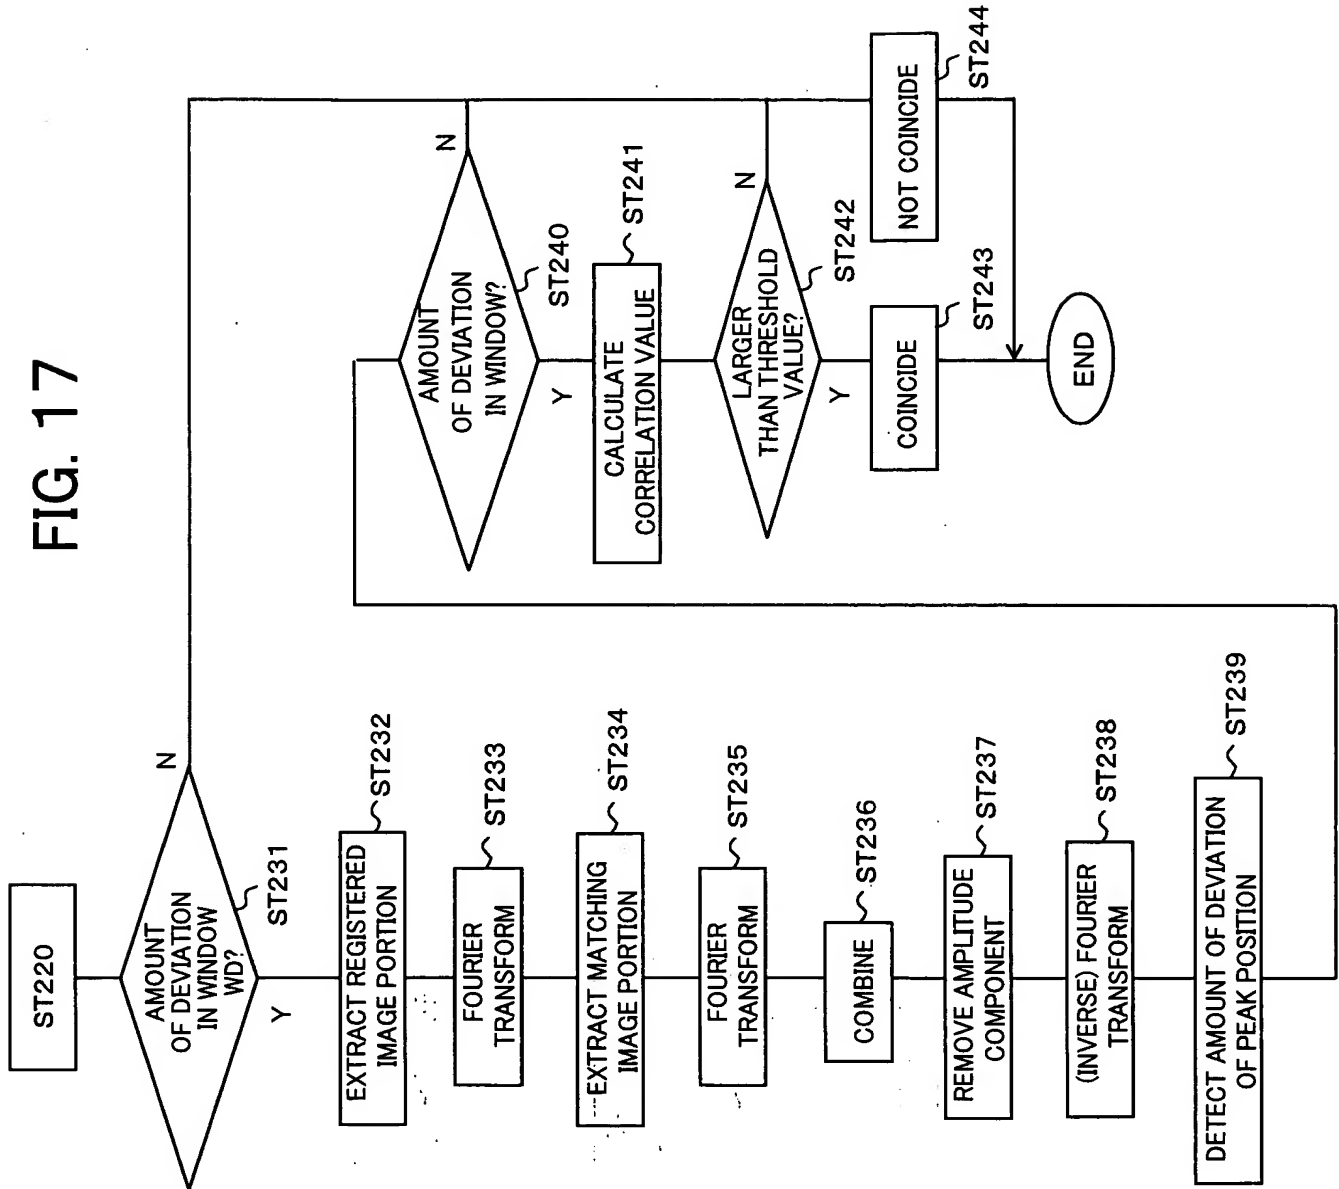 FIG. 17
ST220
AMOUNT
OF DEVIATION
IN WINDOW
WD?
N
Y
ST231
EXTRACT REGISTERED
IMAGE PORTION
ST232
FOURIER
TRANSFORM
ST233
EXTRACT MATCHING
IMAGE PORTION
ST234
FOURIER
TRANSFORM
ST235
COMBINE
ST236
REMOVE AMPLITUDE
COMPONENT
ST237
(INVERSE) FOURIER
TRANSFORM
ST238
DETECT AMOUNT OF DEVIATION
OF PEAK POSITION
ST239
AMOUNT
OF DEVIATION
IN WINDOW?
N
Y
ST240
CALCULATE
CORRELATION VALUE
ST241
LARGER
THAN THRESHOLD
VALUE?
N
Y
ST242
COINCIDE
ST243
NOT COINCIDE
ST244
END